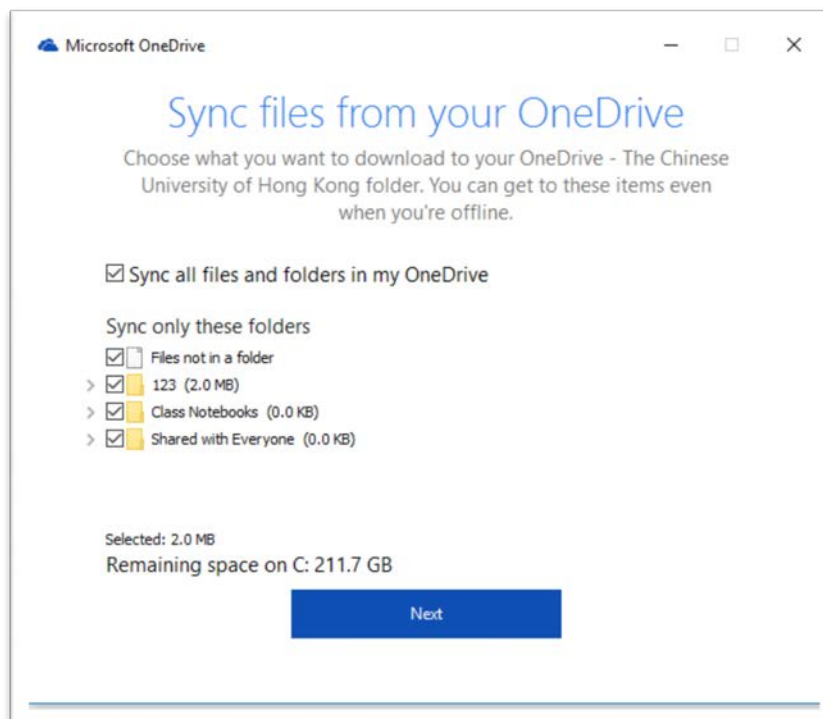 Microsoft OneDrive
Sync files from your OneDrive
Choose what you want to download to your OneDrive - The Chinese
University of Hong Kong folder. You can get to these items even
when you're offline.
Sync all files and folders in my OneDrive
Sync only these folders
Files not in a folder
123 (2.0 MB)
Class Notebooks (0.0 KB)
Shared with Everyone (0.0 KB)
Selected: 2.0 MB
Remaining space on C: 211.7 GB
Next